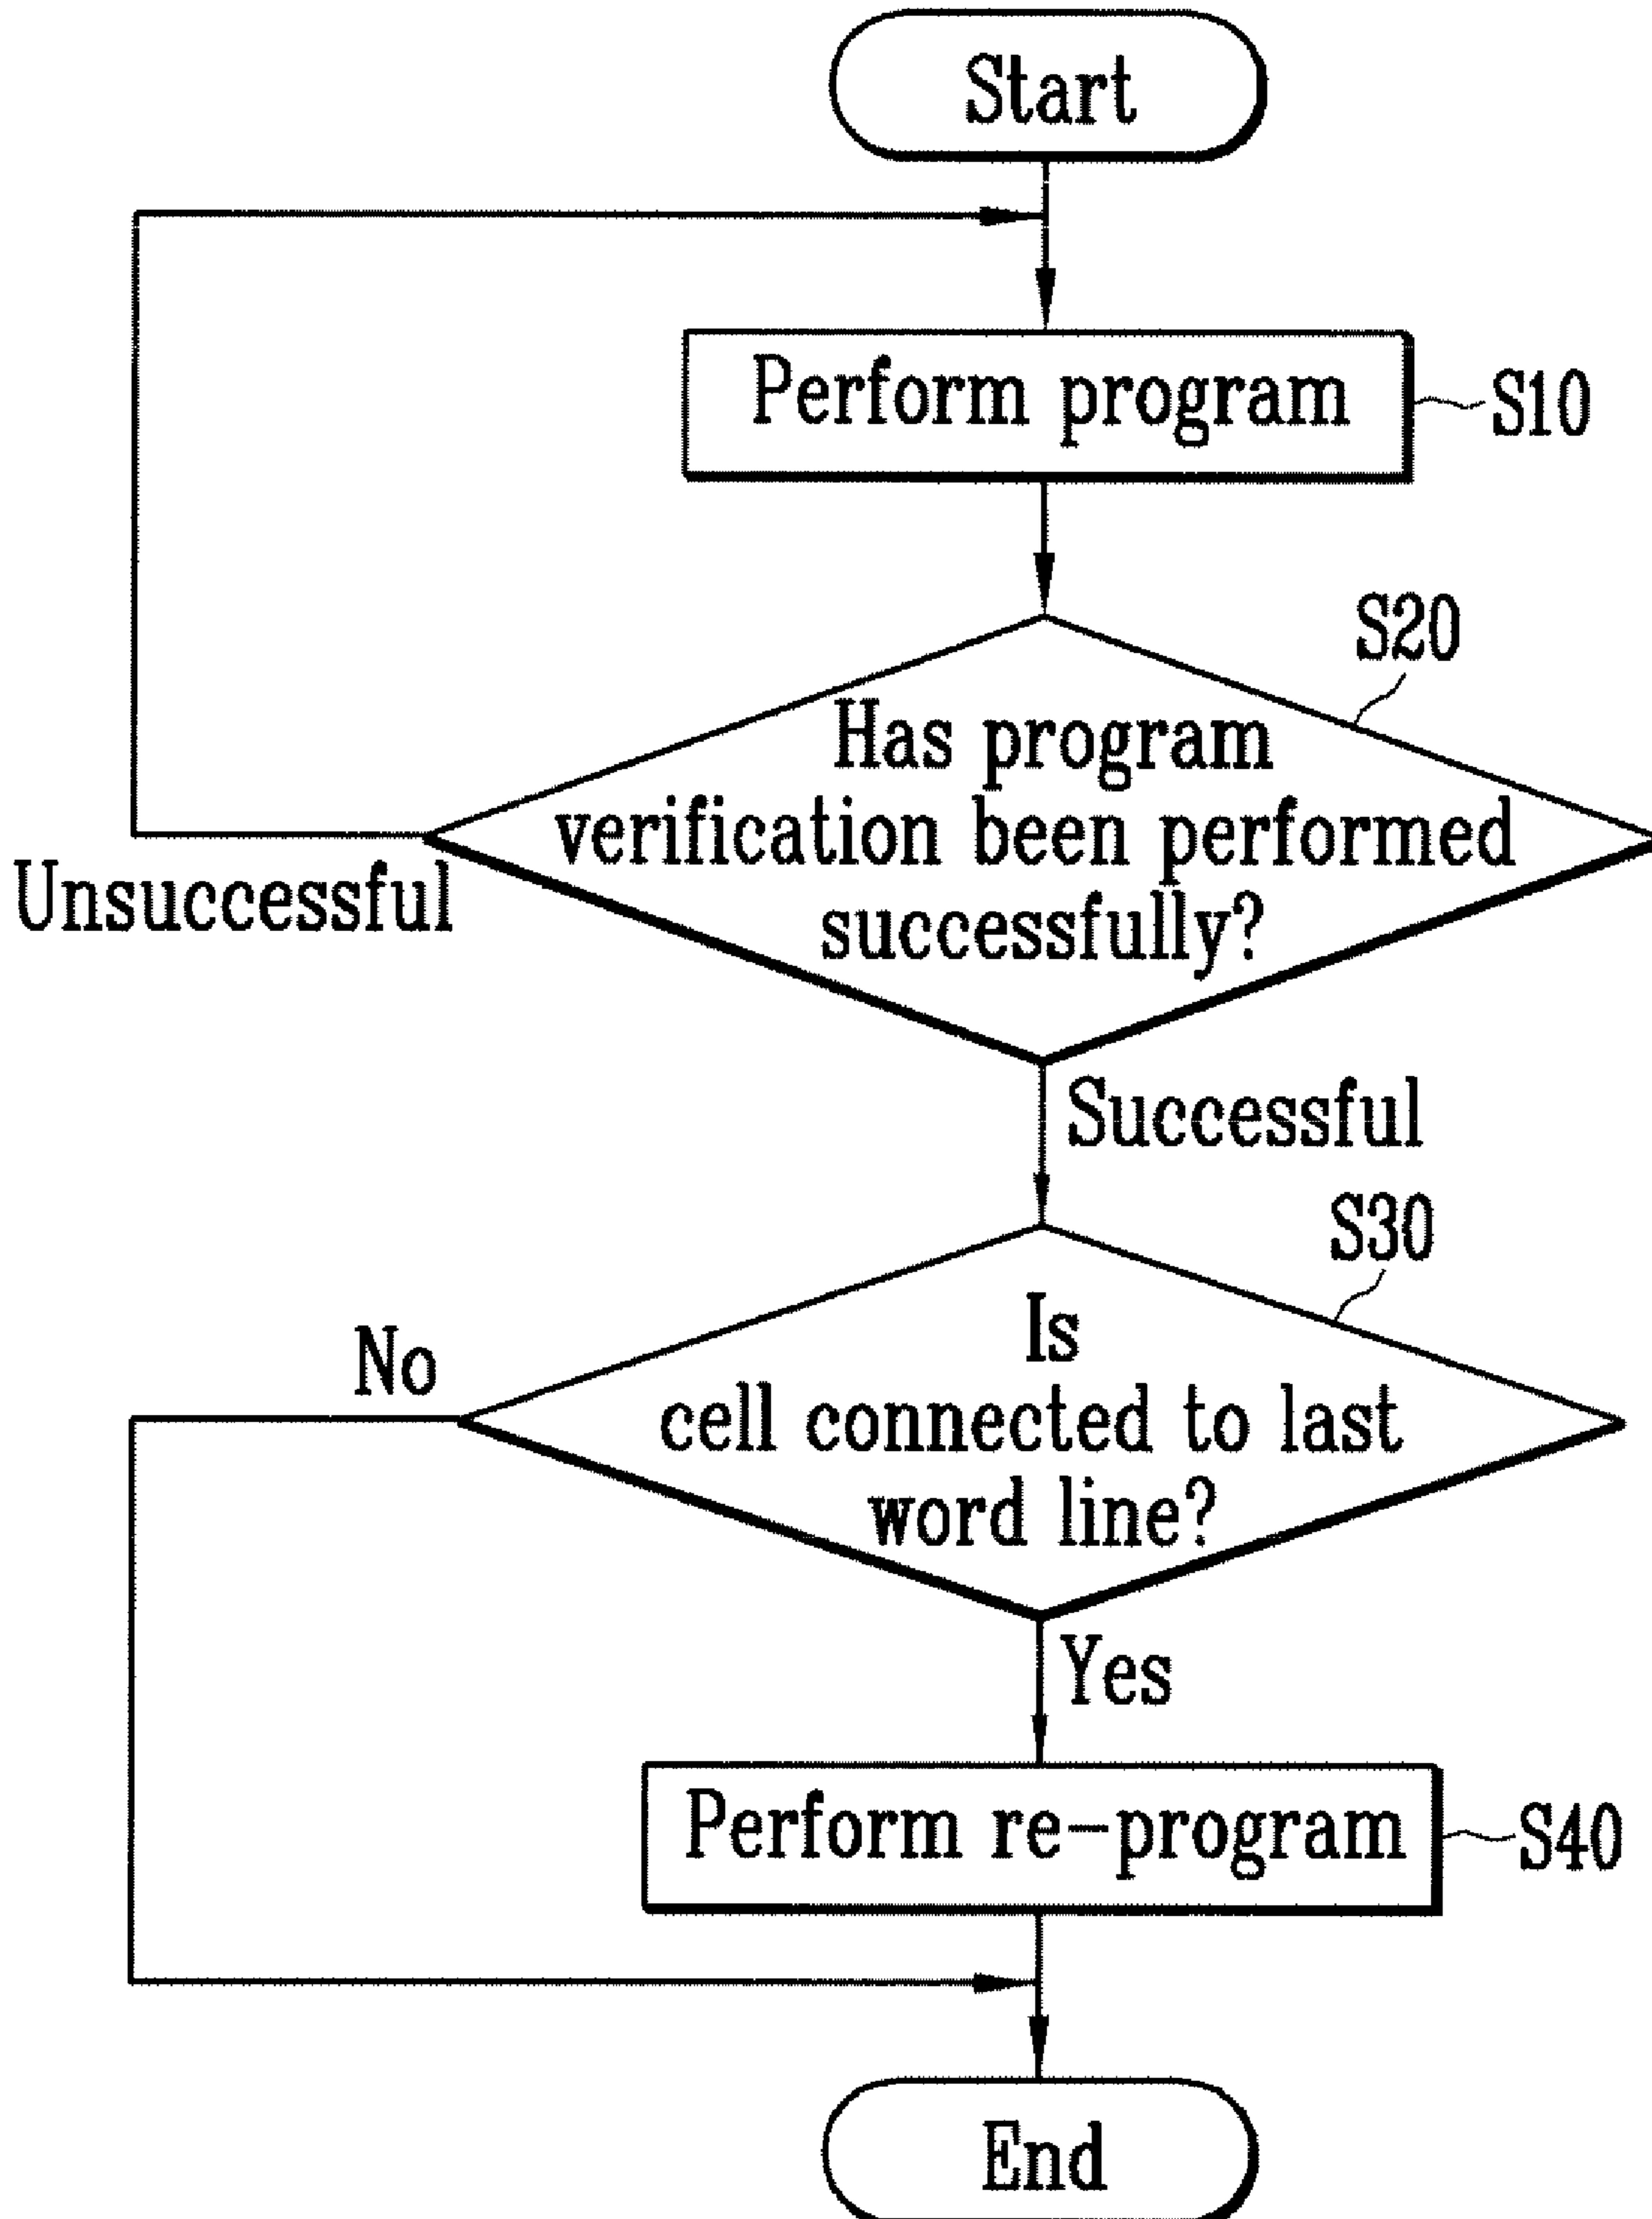 Start
Perform program
S10
S20
Has program
verification been performed
successfully?
Unsuccessful
Successful
S30
Is
cell connected to last
word line?
No
Yes
Perform re-program
S40
End